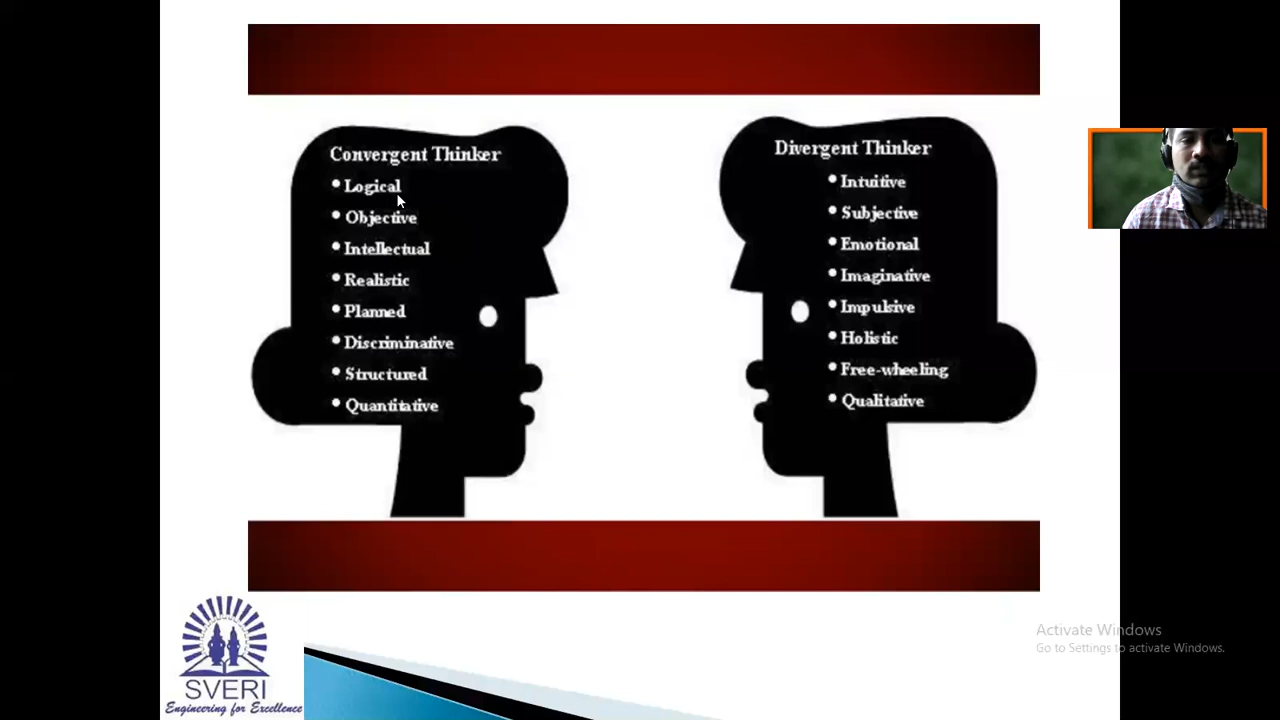 Convergent Thinker
• Logical
• Objective
• Intellectual
• Realistic
• Planned
• Discriminative
• Structured
• Quantitative
Divergent Thinker
• Intuitive
• Subjective
• Emotional
• Imaginative
• Impulsive
• Holistic
• Free-wheeling
• Qualitative
SVERI
Engineering for Excellence
Activate Windows
Go to Settings to activate Windows.